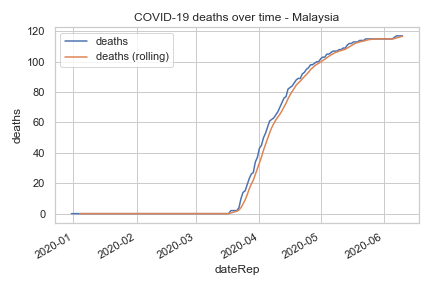 COVID-19 deaths over time - Malaysia
deaths
deaths (rolling)
120
100
80
60
40
20
0
deaths
2020-01
2020-02
2020-03
2020-04
2020-05
2020-06
dateRep